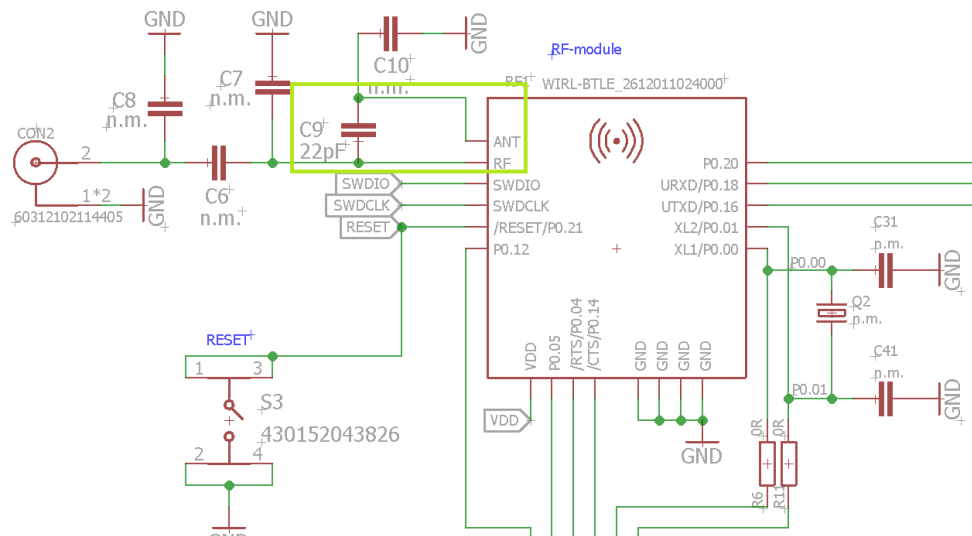 GND
GND
GND
RF-module
C10
n.m.
C7
n.m.
C8
n.m.
RF1
WIRL-BTLE_2612011024000
C9
22pF
CON2
2
1*2
GND
60312102114405
C6
n.m.
ANT
RF
SWDIO
SWDIO
SWDCLK
SWDCLK
RESET
/RESET/P0.21
P0.12
P0.20
URXD/P0.18
UTXD/P0.16
XL2/P0.01
XL1/P0.00
C31
n.m.
P0.00
GND
Q2
n.m.
C41
n.m.
P0.01
GND
VDD
P0.05
/RTS/P0.04
/CTS/P0.14
GND
GND
GND
GND
VDD
GND
0R
0R
R6
R11
RESET
1
3
S3
430152043826
2
4
GND